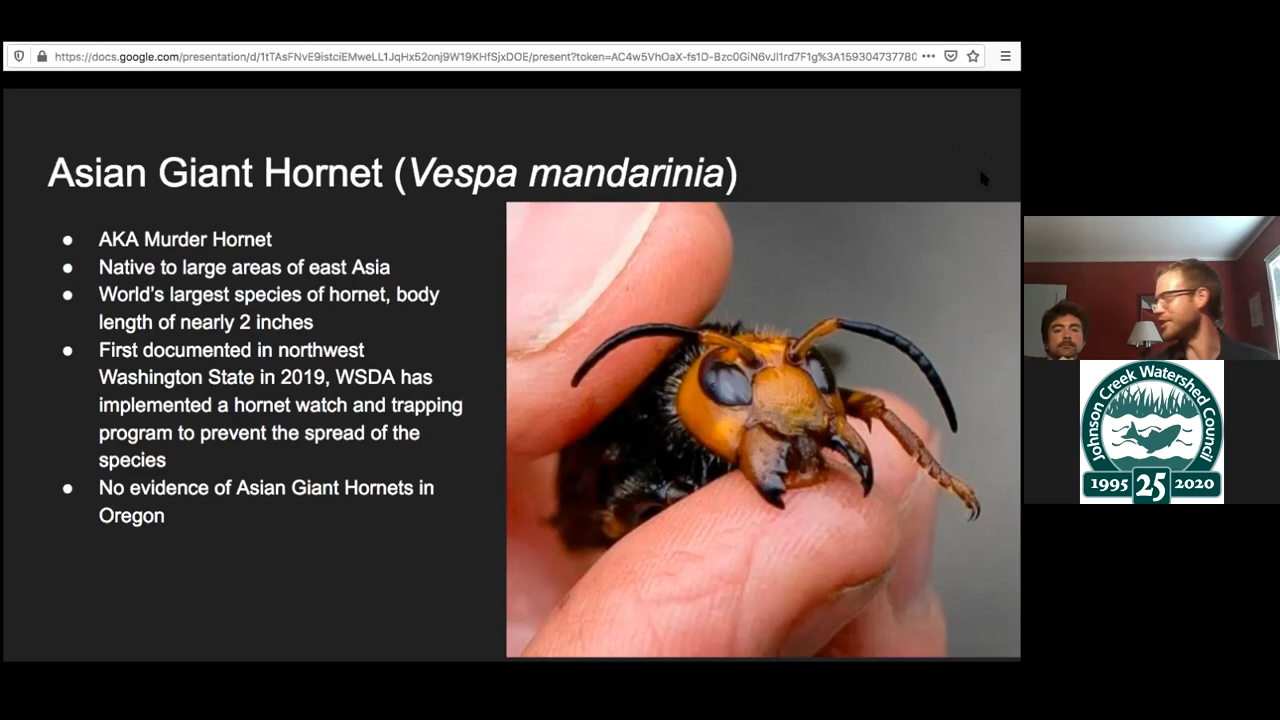 https://docs.google.com/presentation/d/1tTAsFNvE9istciEMweLL1JqHx52onj9W19KHfSjxDOE/present?token=AC4w5VhOaX-fs1D-Bzc0GiN6vJl1rd7F1g%3A159304737780
Asian Giant Hornet (Vespa mandarinia)
● AKA Murder Hornet
● Native to large areas of east Asia
● World's largest species of hornet, body
length of nearly 2 inches
● First documented in northwest
Washington State in 2019, WSDA has
implemented a hornet watch and trapping
program to prevent the spread of the
species
● No evidence of Asian Giant Hornets in
Oregon
Johnson Creek Watershed Council
1995 25 2020